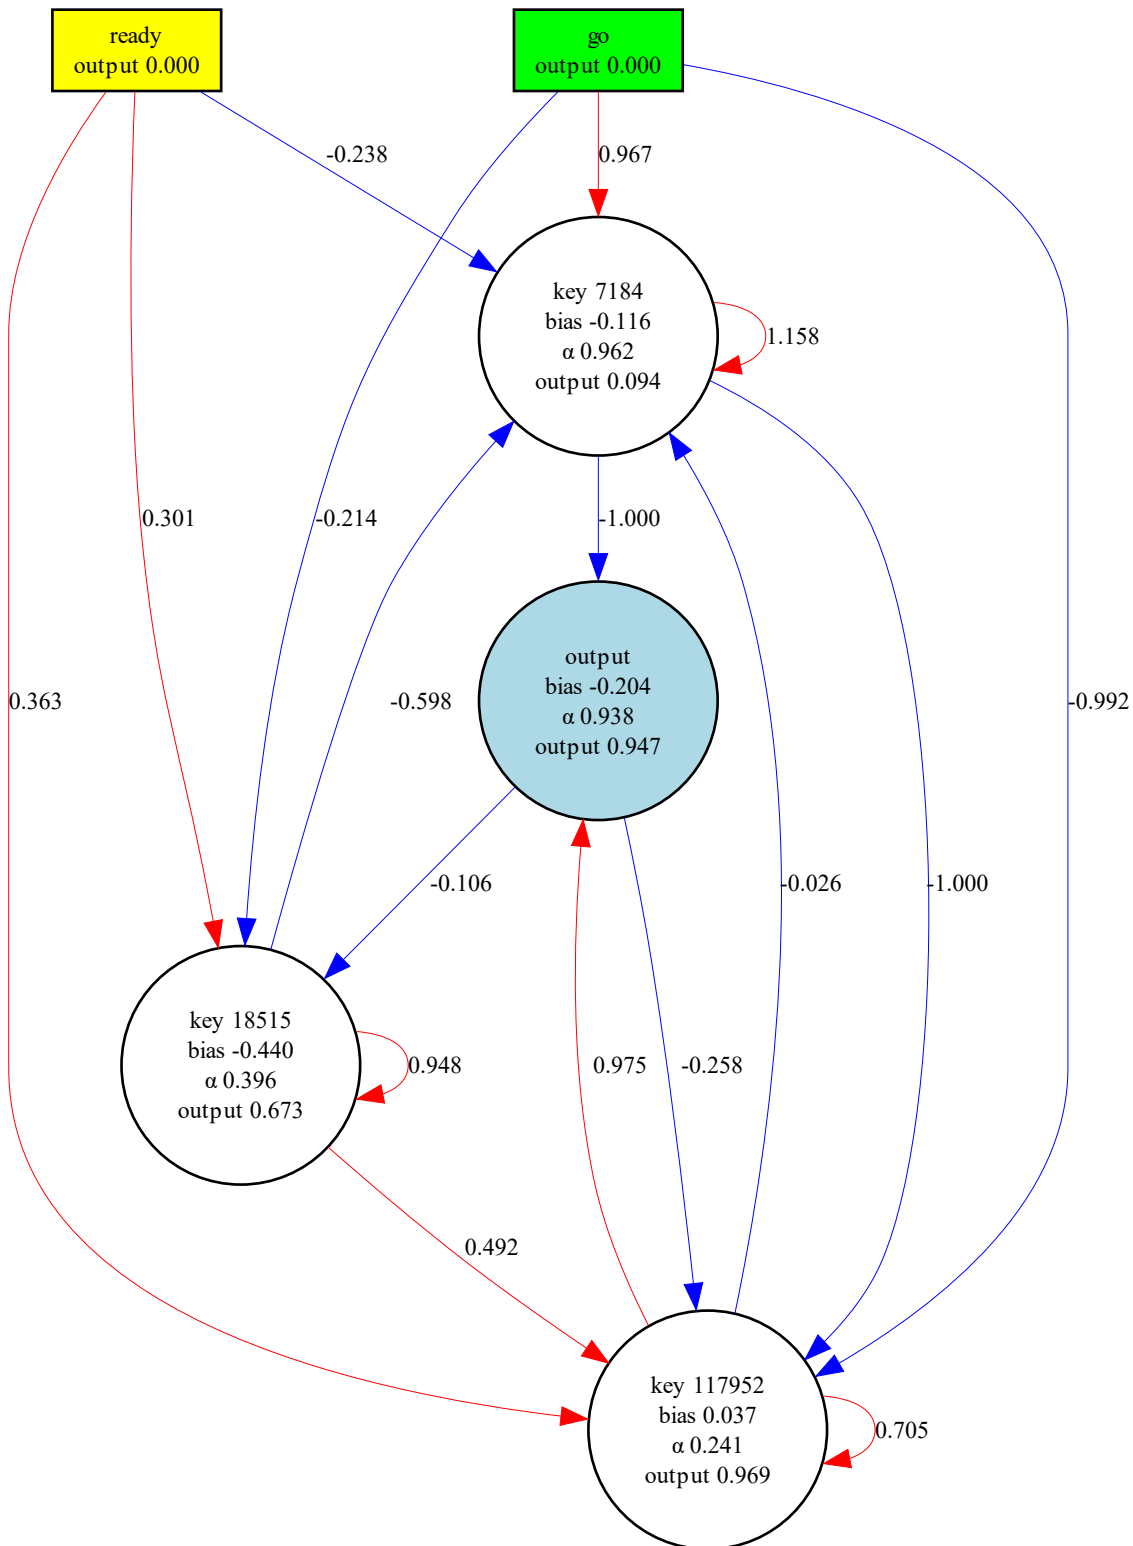 ready
output 0.000
go
output 0.000
-0.238
0.967
key 7184
bias -0.116
α 0.962
output 0.094
1.158
0.301
-0.214
-1.000
output
bias -0.204
α 0.938
output 0.947
0.363
-0.598
-0.992
-0.106
-0.026
-1.000
key 18515
bias -0.440
α 0.396
output 0.673
0.948
0.975
-0.258
0.492
key 117952
bias 0.037
α 0.241
output 0.969
0.705